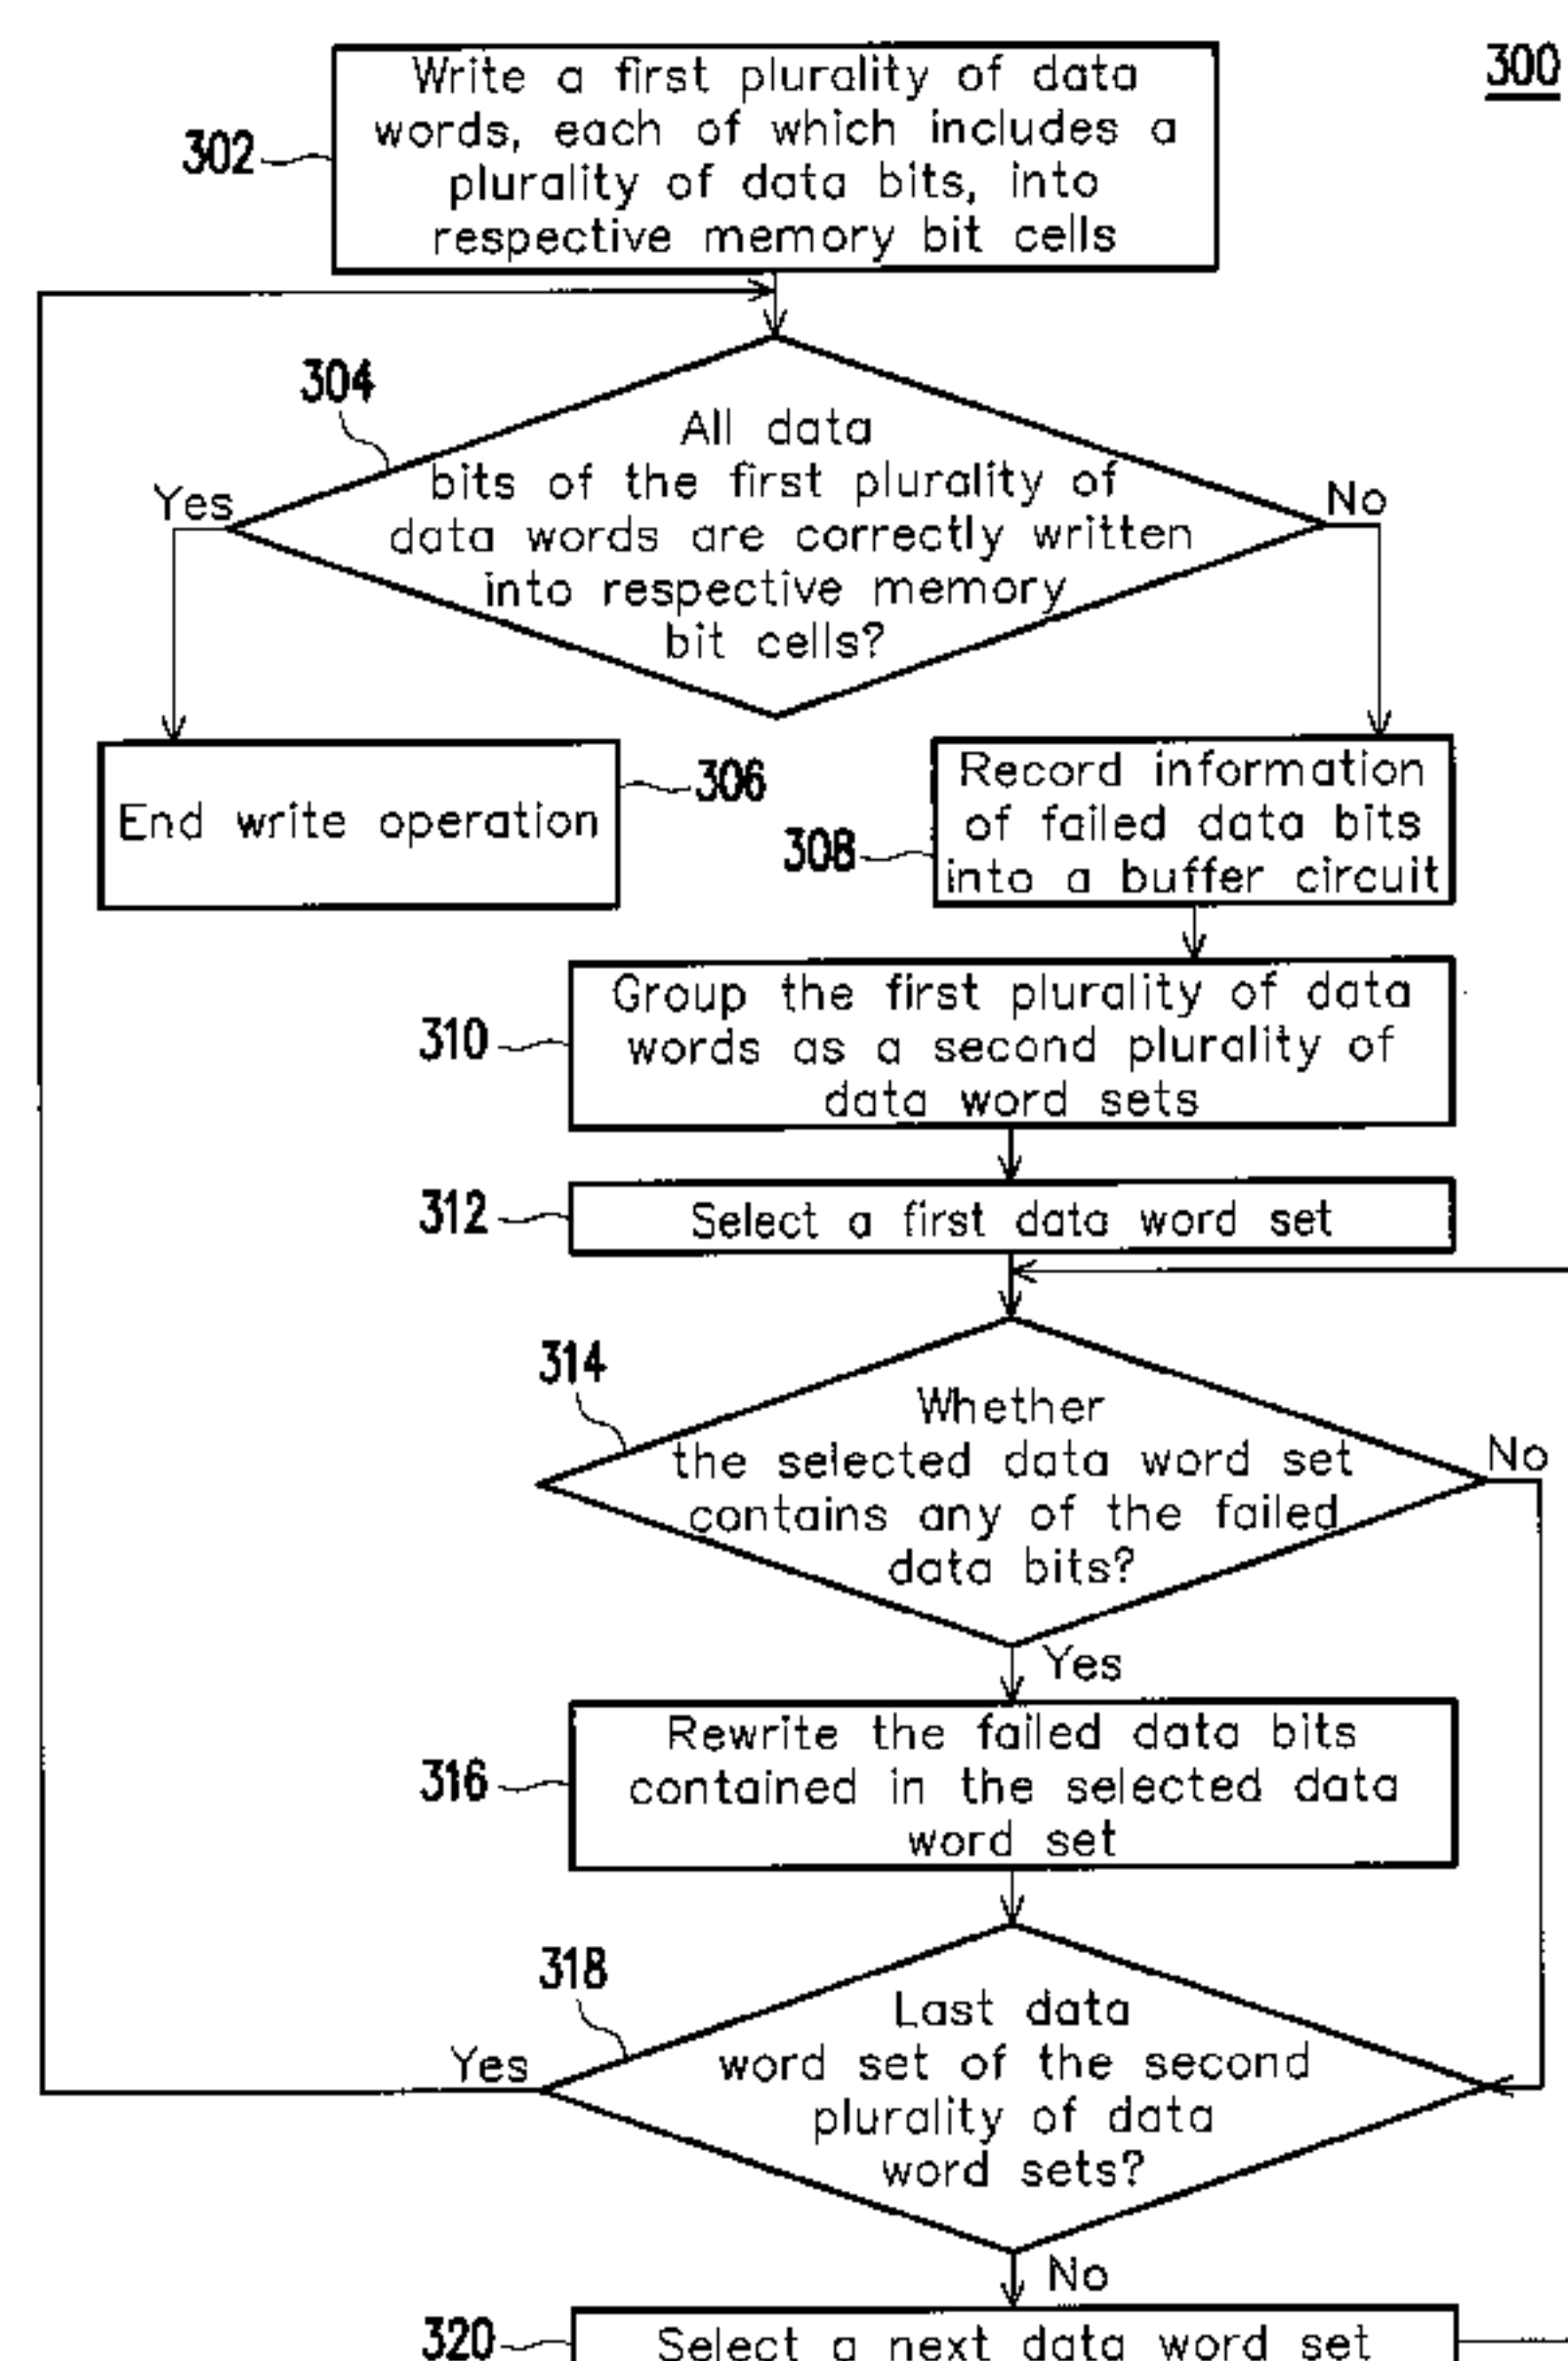 300
Write a first plurality of data
words, each of which includes a
plurality of data bits, into
respective memory bit cells
302
304
All data
bits of the first plurality of
data words are correctly written
into respective memory
bit cells?
Yes
No
End write operation
306
Record information
of failed data bits
into a buffer circuit
308
Group the first plurality of data
words as a second plurality of
data word sets
310
312
Select a first data word set
314
Whether
the selected data word set
contains any of the failed
data bits?
No
Yes
Rewrite the failed data bits
contained in the selected data
word set
316
318
Last data
word set of the second
plurality of data
word sets?
Yes
No
320
Select a next data word set